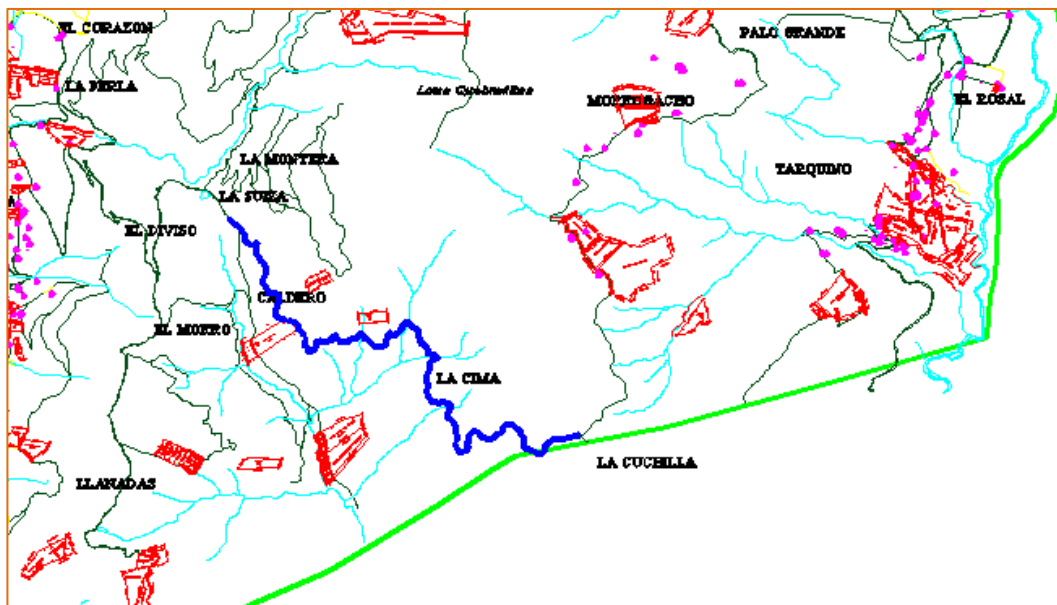 EL CORAZON
PALO GRANDE
LA PERLA
EL ROSAL
LA MONTERA
TARQUINO
LA SUIZA
EL DIVISO
CALDERO
EL MORRO
LA CIMA
LA CUCHILLA
LLANADAS